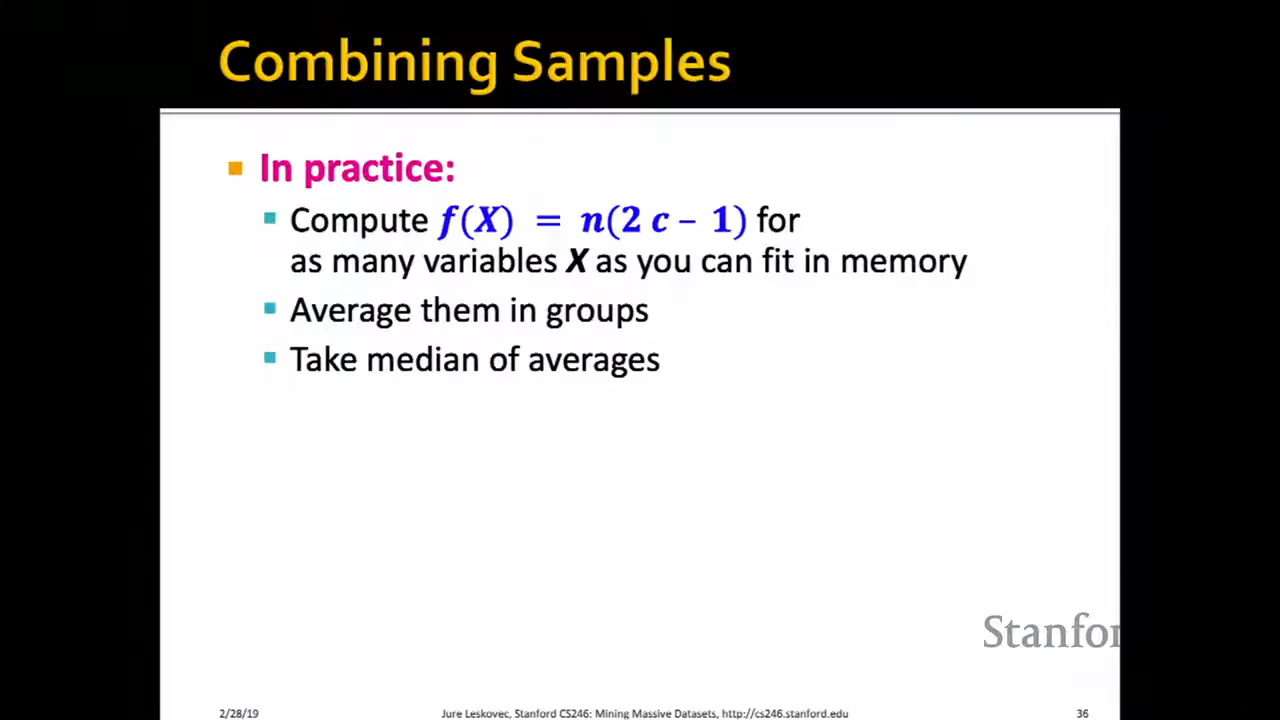 Combining Samples
In practice:
Compute f(X) = n(2 c – 1) for
as many variables X as you can fit in memory
Average them in groups
Take median of averages
Stanfor
2/28/19
Jure Leskovec, Stanford CS246: Mining Massive Datasets, http://cs246.stanford.edu
36